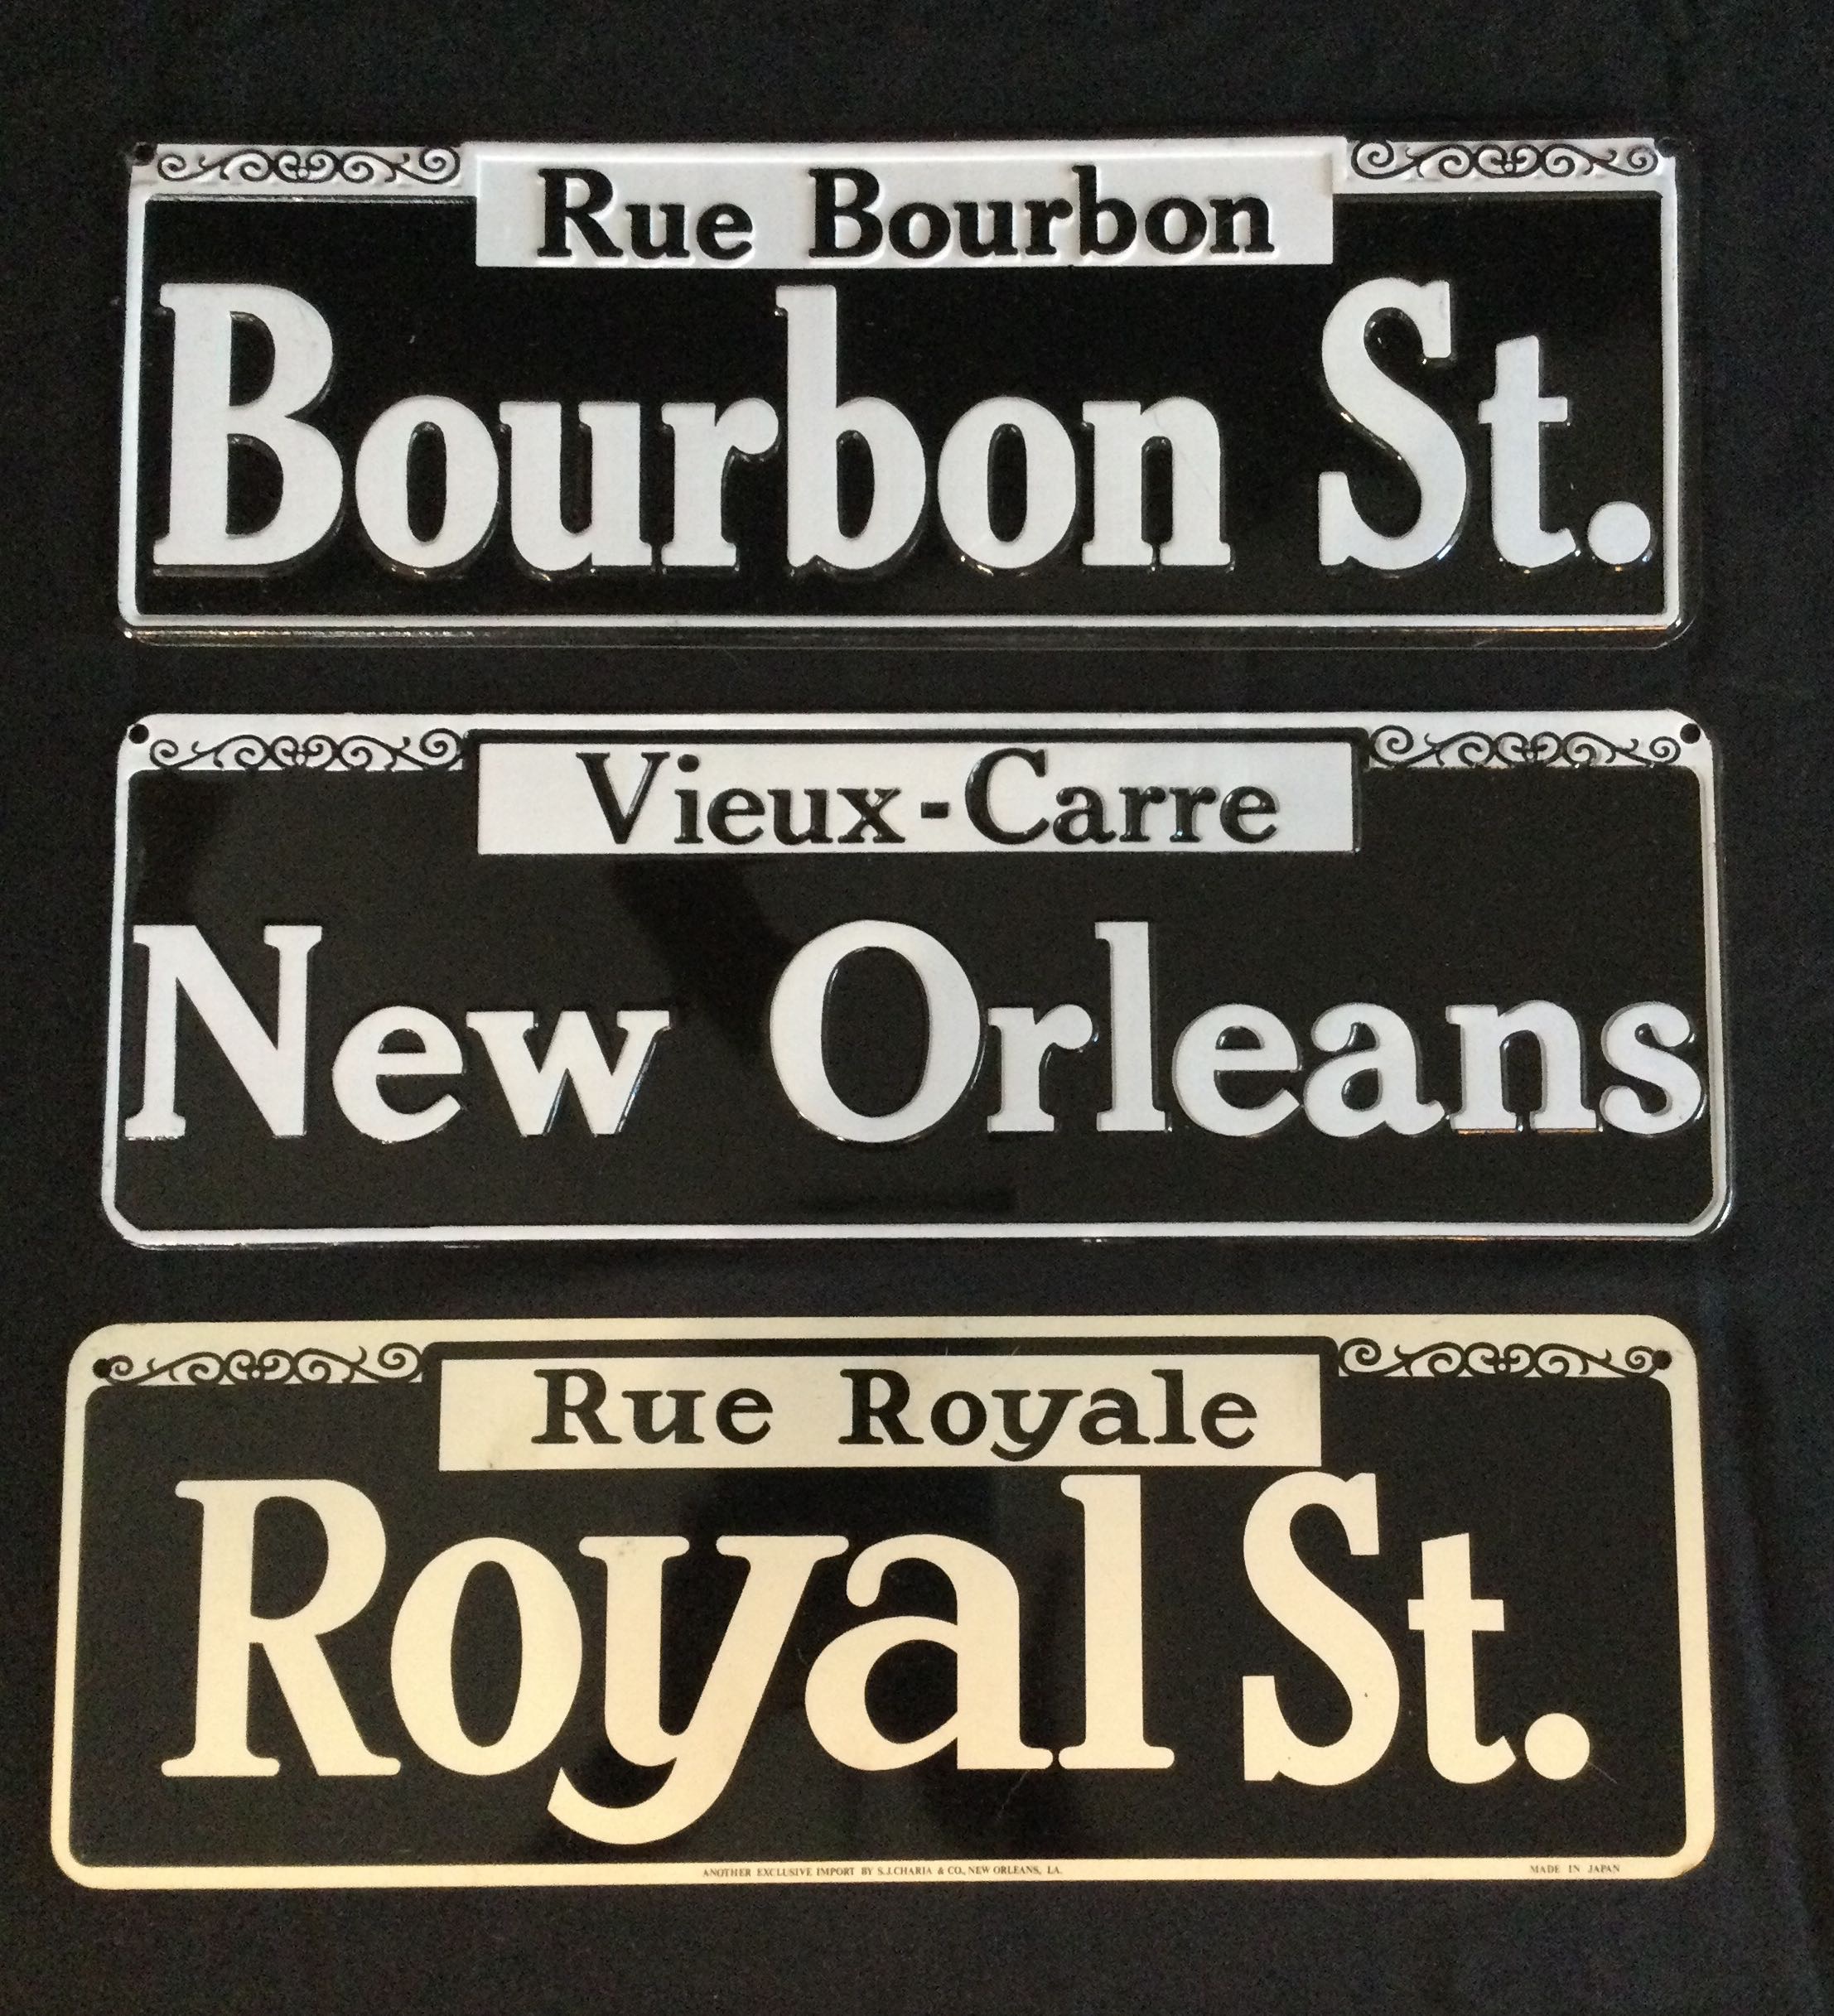 Rue Bourbon
Bourbon St.
Vieux-Carre
New Orleans
Rue Royale
Royal St.
ANOTHER EXCLUSIVE IMPORT BY S.J.CHARIA & CO., NEW ORLEANS, LA.
MADE IN JAPAN